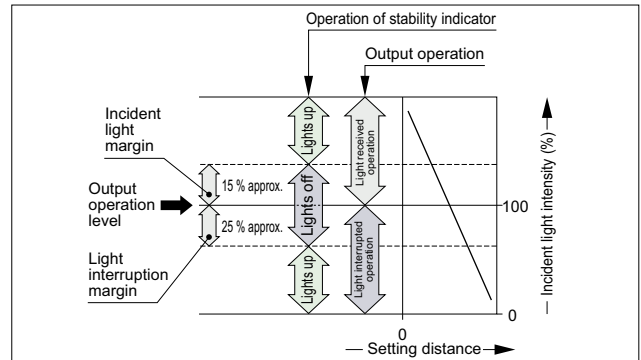 Operation of stability indicator
Output operation
Incident
light
margin
Output
operation
level
Light
interruption
margin
15 % approx.
25 % approx.
Lights up
Lights off
Lights up
Light received
operation
Light interrupted
operation
100
0
Incident light intensity (%)
0
Setting distance